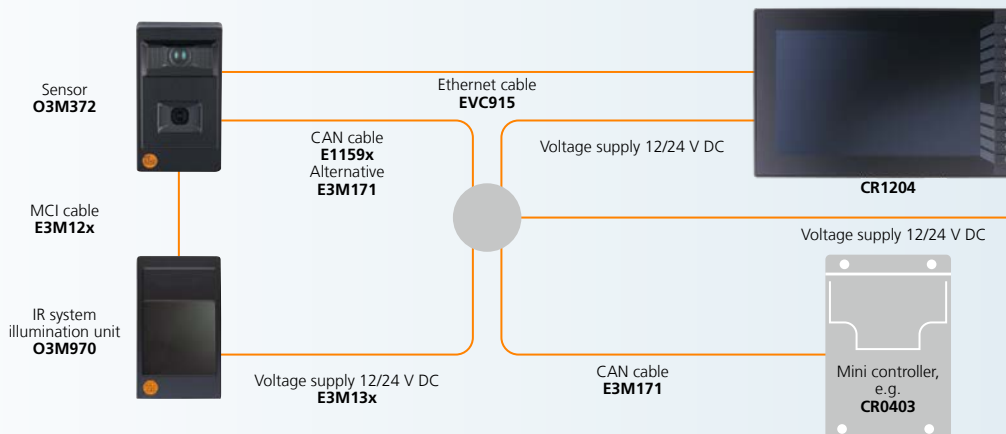 Sensor
O3M372
Ethernet cable
EVC915
CAN cable
E1159x
Alternative
E3M171
Voltage supply 12/24 V DC
CR1204
MCI cable
E3M12x
Voltage supply 12/24 V DC
IR system
illumination unit
O3M970
Voltage supply 12/24 V DC
E3M13x
CAN cable
E3M171
Mini controller,
e.g.
CR0403